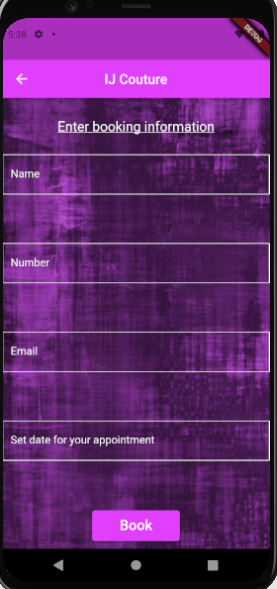 5:38
DEBUG
IJ Couture
Enter booking information
Name
Number
Email
Set date for your appointment
Book